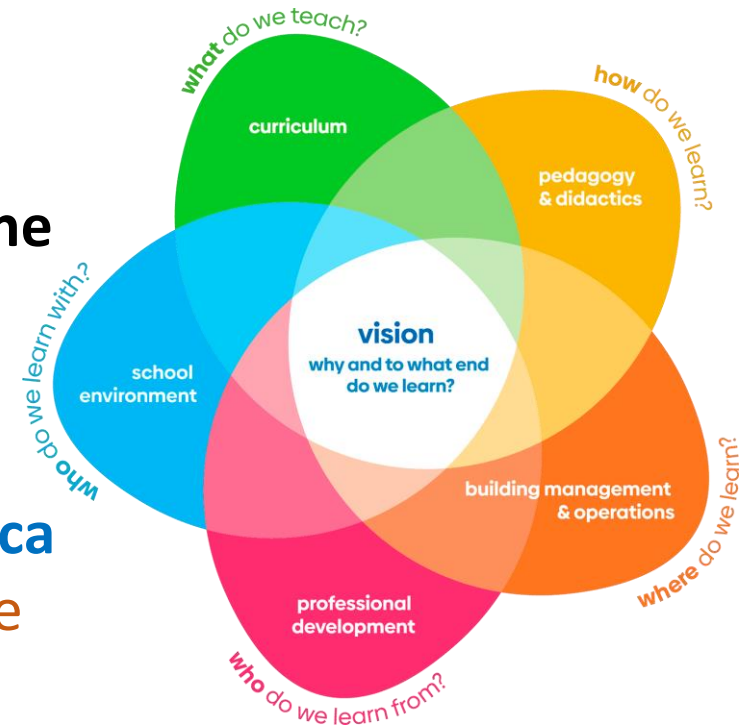 what do we teach?
curriculum
how do we learn?
pedagogy
& didactics
ne
who do we learn with?
school
environment
vision
why and to what end
do we learn?
building management
& operations
where do we learn?
ca
e
professional
development
who do we learn from?